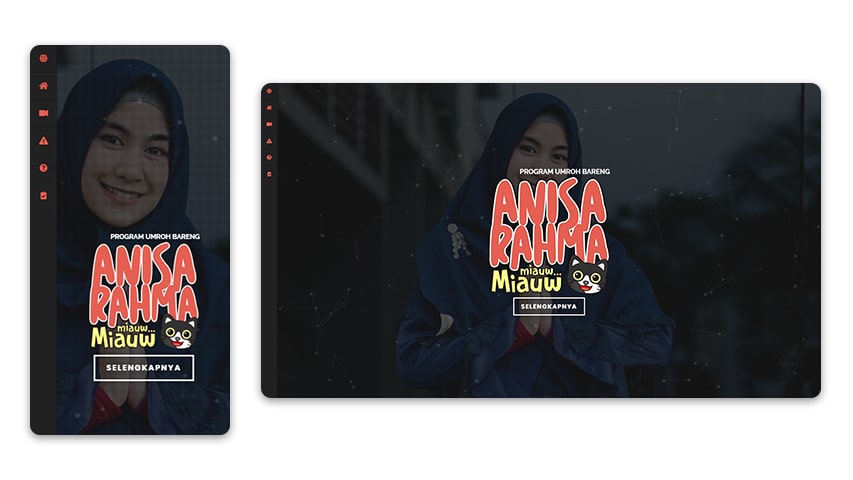 PROGRAM UMROH BARENG
ANISA
RAHMA
miauw...
Miauw
SELENGKAPNYA
PROGRAM UMROH BARENG
ANISA
RAHMA
miauw...
Miauw
SELENGKAPNYA